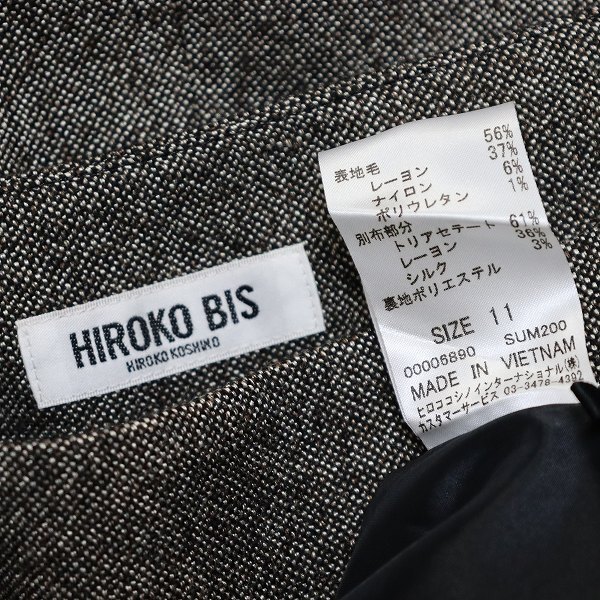 HIROKO BIS
HIROKO KOSHINO
表地毛 56%
レーヨン 37%
ナイロン 6%
ポリウレタン 1%
別布部分
トリアセテート 61%
レーヨン 36%
シルク 3%
裏地ポリエステル
SIZE 11
00006890 SUM200
MADE IN VIETNAM
ヒロココシノインターナショナル(株)
カスタマーサービス 03-3478-4392